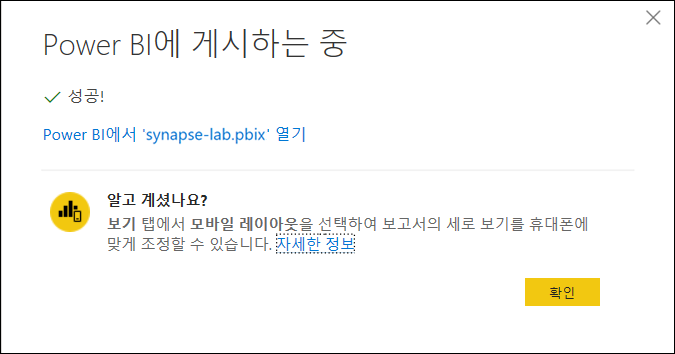 Power BI에 게시하는 중
성공!
Power BI에서 'synapse-lab.pbix' 열기
알고 계셨나요?
보기 탭에서 모바일 레이아웃을 선택하여 보고서의 세로 보기를 휴대폰에
맞게 조정할 수 있습니다. 자세한 정보
확인